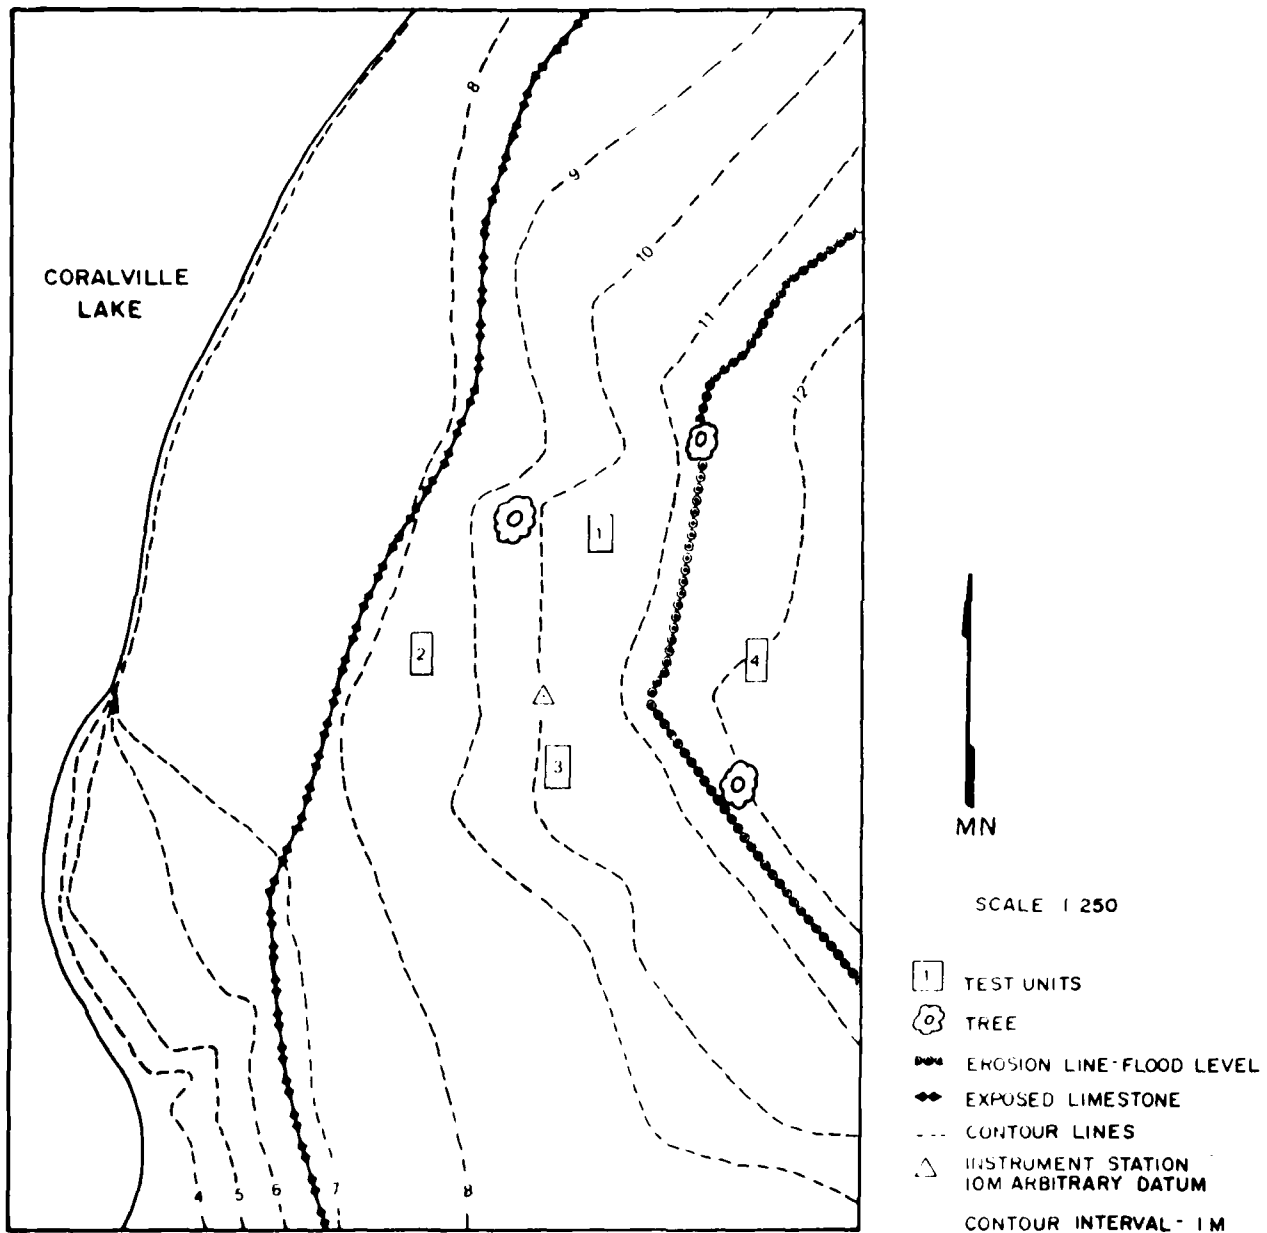 8
9
CORALVILLE
LAKE
10
11
12
1
2
4
3
MN
SCALE 1 250
1 TEST UNITS
TREE
EROSION LINE-FLOOD LEVEL
EXPOSED LIMESTONE
CONTOUR LINES
INSTRUMENT STATION
10M ARBITRARY DATUM
CONTOUR INTERVAL - 1 M
4 5 6 7 8